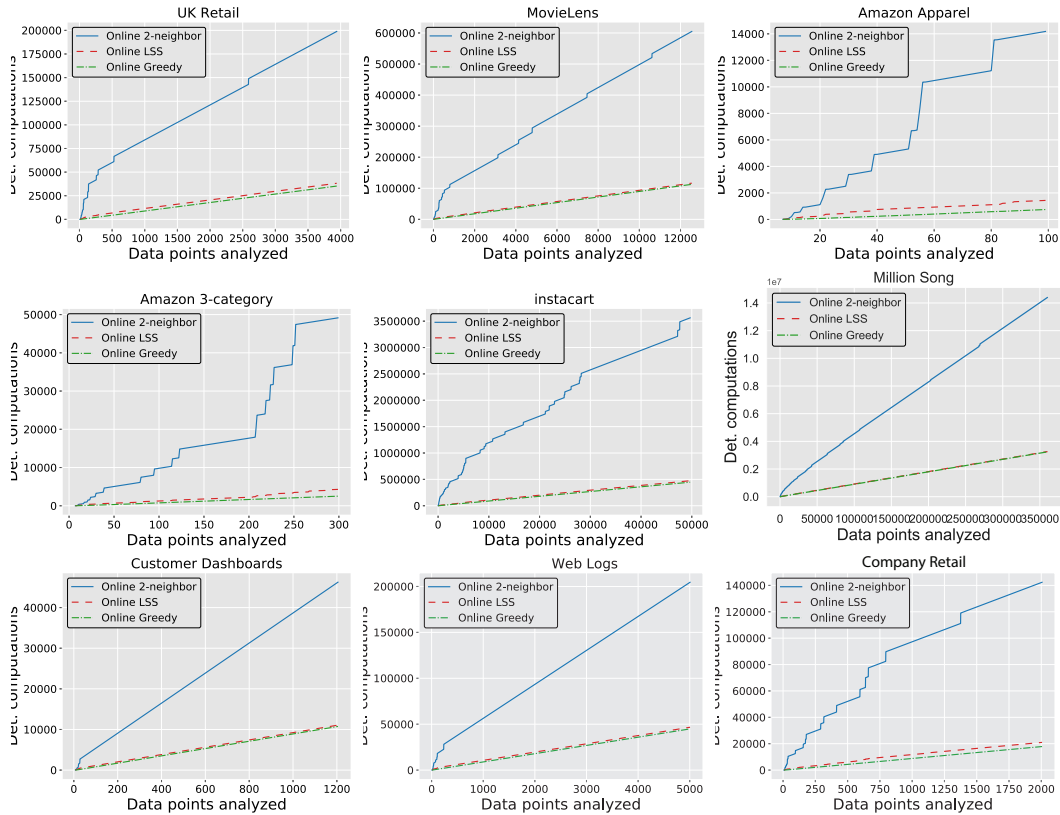 UK Retail
Det. computations
200000
175000
150000
125000
100000
75000
50000
25000
0
Online 2-neighbor
Online LSS
Online Greedy
0 500 1000 1500 2000 2500 3000 3500 4000
Data points analyzed
MovieLens
Det. computations
600000
500000
400000
300000
200000
100000
0
Online 2-neighbor
Online LSS
Online Greedy
0 2000 4000 6000 8000 10000 12000
Data points analyzed
Amazon Apparel
Det. computations
14000
12000
10000
8000
6000
4000
2000
0
Online 2-neighbor
Online LSS
Online Greedy
20 40 60 80 100
Data points analyzed
Amazon 3-category
Det. computations
50000
40000
30000
20000
10000
0
Online 2-neighbor
Online LSS
Online Greedy
0 50 100 150 200 250 300
Data points analyzed
instacart
Det. computations
3500000
3000000
2500000
2000000
1500000
1000000
500000
0
Online 2-neighbor
Online LSS
Online Greedy
0 10000 20000 30000 40000 50000
Data points analyzed
Million Song
1e7
Det. computations
1.4
1.2
1.0
0.8
0.6
0.4
0.2
0.0
Online 2-neighbor
Online LSS
Online Greedy
0 50000 100000 150000 200000 250000 300000 350000
Data points analyzed
Customer Dashboards
Det. computations
40000
30000
20000
10000
0
Online 2-neighbor
Online LSS
Online Greedy
0 200 400 600 800 1000 1200
Data points analyzed
Web Logs
Det. computations
200000
150000
100000
50000
0
Online 2-neighbor
Online LSS
Online Greedy
0 1000 2000 3000 4000 5000
Data points analyzed
Company Retail
Det. computations
140000
120000
100000
80000
60000
40000
20000
0
Online 2-neighbor
Online LSS
Online Greedy
0 250 500 750 1000 1250 1500 1750 2000
Data points analyzed